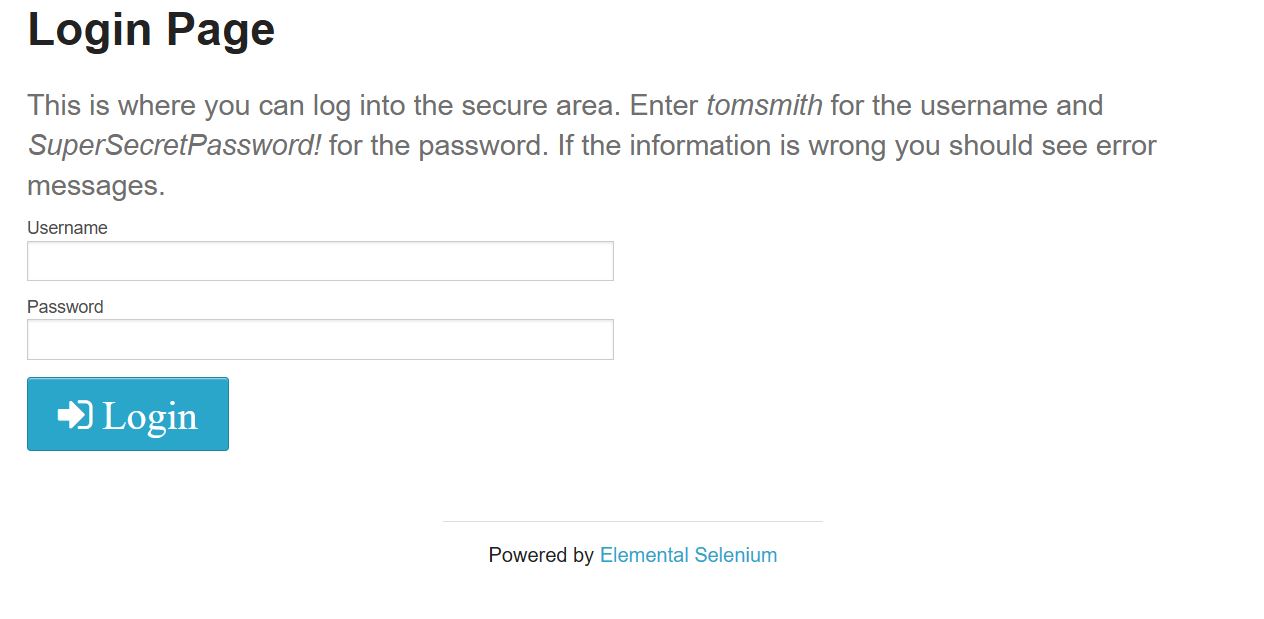 Login Page
This is where you can log into the secure area. Enter tomsmith for the username and
SuperSecretPassword! for the password. If the information is wrong you should see error
messages.
Username
Password
Login
Powered by Elemental Selenium